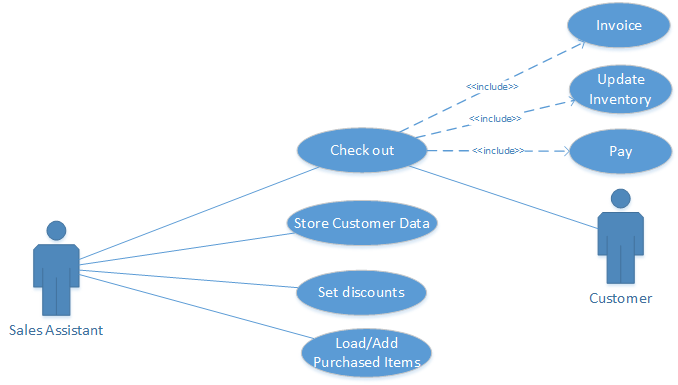 Invoice
<<include>>
Update
Inventory
<<include>>
Check out
<<include>>
Pay
Store Customer Data
Set discounts
Customer
Sales Assistant
Load/Add
Purchased Items